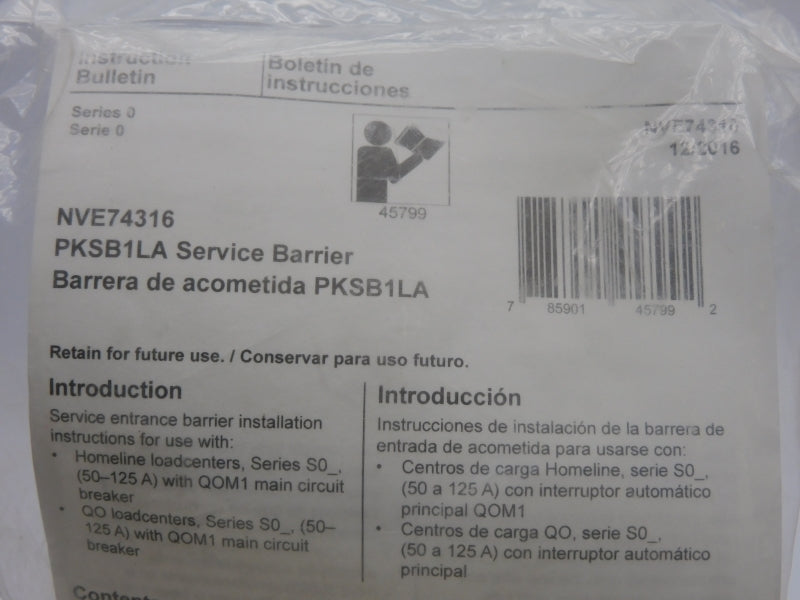 Instruction
Bulletin
Boletín de
instrucciones
Series 0
Serie 0
NVE74316
12/2016
45799
NVE74316
PKSB1LA Service Barrier
Barrera de acometida PKSB1LA
7 85901 45799 2
Retain for future use. / Conservar para uso futuro.
Introduction
Service entrance barrier installation
instructions for use with:
• Homeline loadcenters, Series S0_,
(50–125 A) with QOM1 main circuit
breaker
• QO loadcenters, Series S0_, (50–
125 A) with QOM1 main circuit
breaker
Introducción
Instrucciones de instalación de la barrera de
entrada de acometida para usarse con:
• Centros de carga Homeline, serie S0_,
(50 a 125 A) con interruptor automático
principal QOM1
• Centros de carga QO, serie S0_,
(50 a 125 A) con interruptor automático
principal